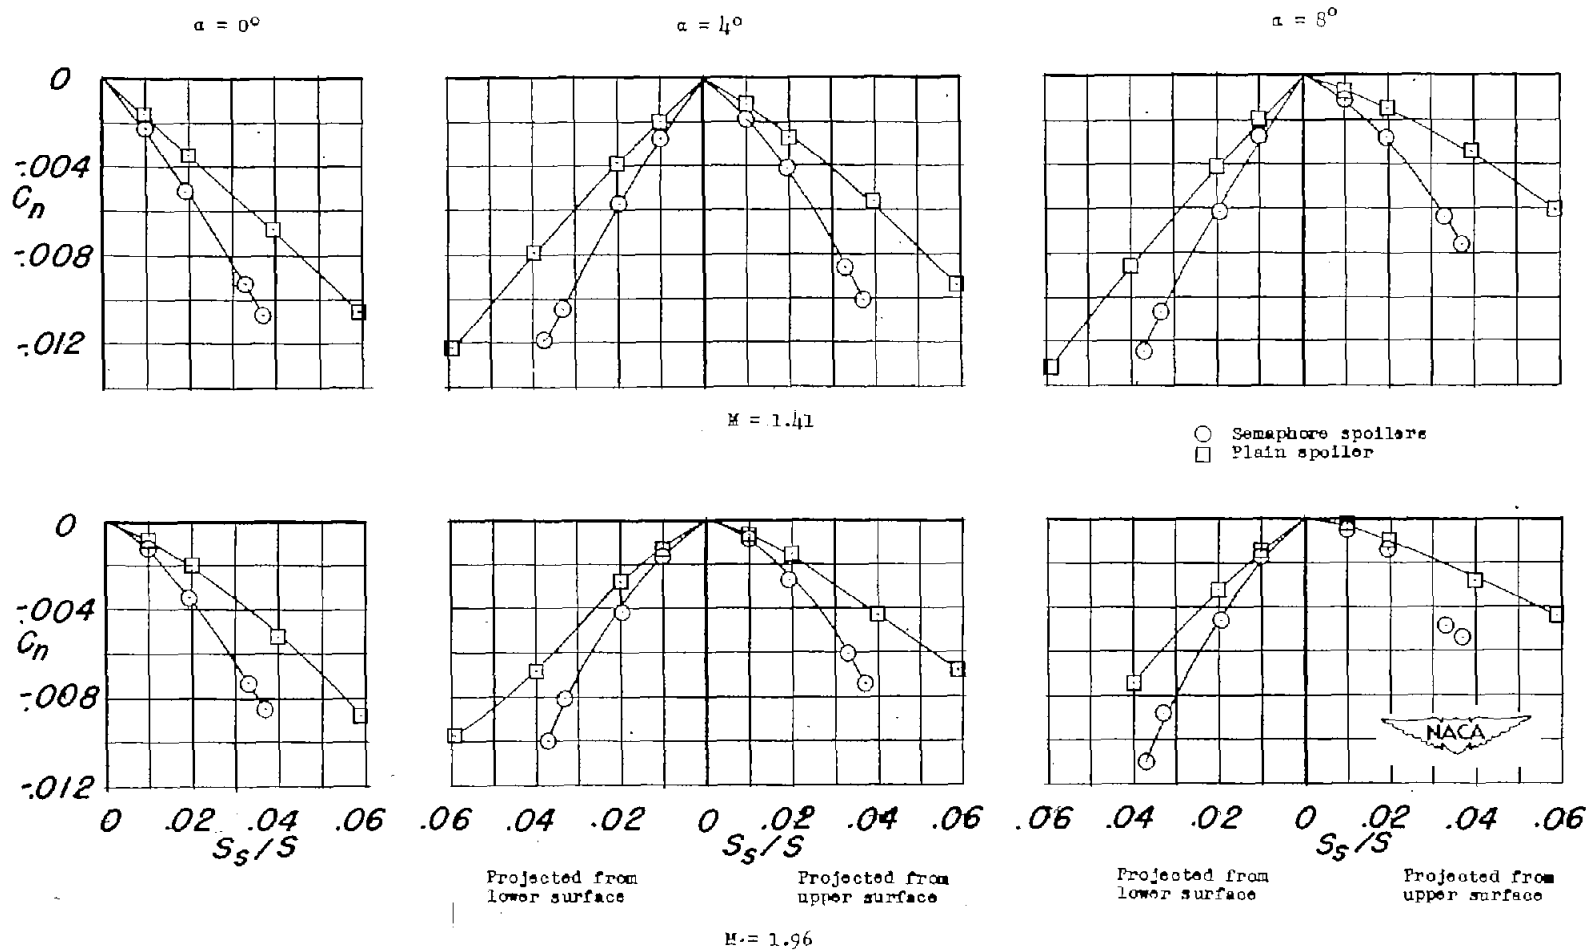 α = 0° α = 4° α = 8°
0
-.004
Cn
-.008
-.012
M = 1.41
○ Semaphore spoilers
□ Plain spoiler
0
-.004
Cn
-.008
-.012
NACA
0 .02 .04 .06 .06 .04 .02 0 .02 .04 .06 .06 .04 .02 0 .02 .04 .06
Ss/S Ss/S Ss/S
Projected from Projected from Projected from Projected from
lower surface upper surface lower surface upper surface
M = 1.96